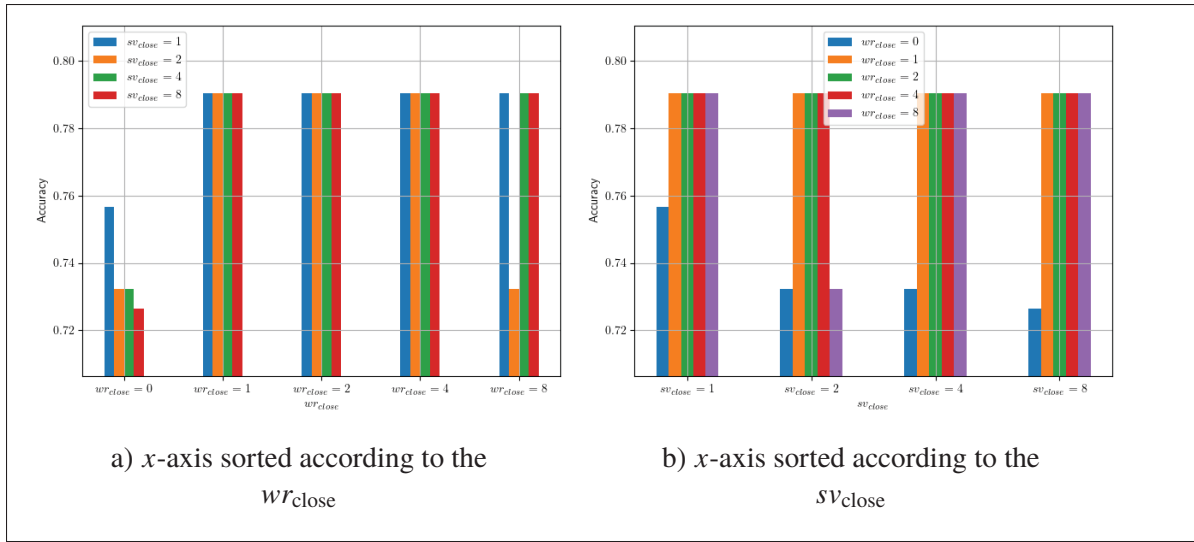 sv_close = 1
sv_close = 2
sv_close = 4
sv_close = 8
0.80
0.78
0.76
0.74
0.72
Accuracy
wr_close = 0 wr_close = 1 wr_close = 2 wr_close = 4 wr_close = 8
wr_close
a) x-axis sorted according to the
wr_close
wr_close = 0
wr_close = 1
wr_close = 2
wr_close = 4
wr_close = 8
0.80
0.78
0.76
0.74
0.72
Accuracy
sv_close = 1 sv_close = 2 sv_close = 4 sv_close = 8
sv_close
b) x-axis sorted according to the
sv_close